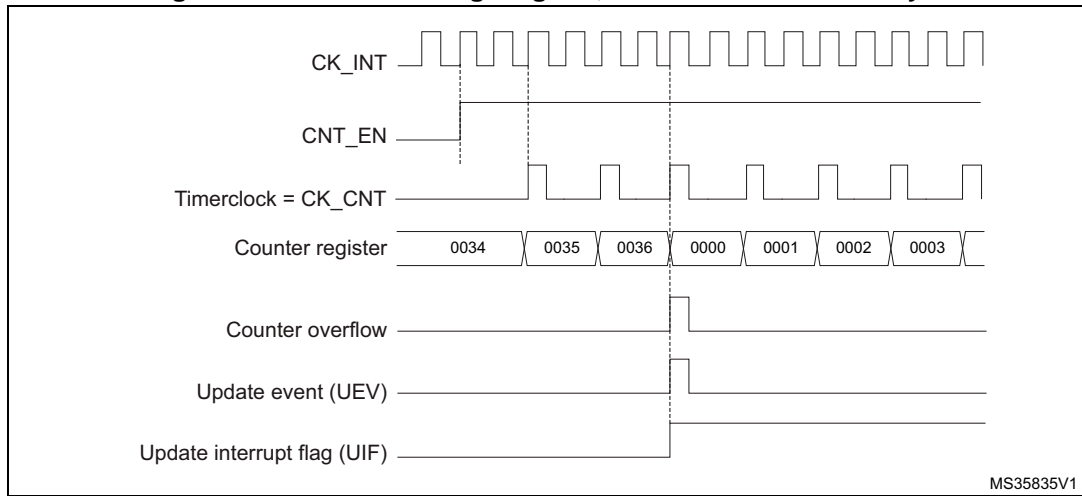 CK_INT
CNT_EN
Timerclock = CK_CNT
Counter register 0034 0035 0036 0000 0001 0002 0003
Counter overflow
Update event (UEV)
Update interrupt flag (UIF)
MS35835V1